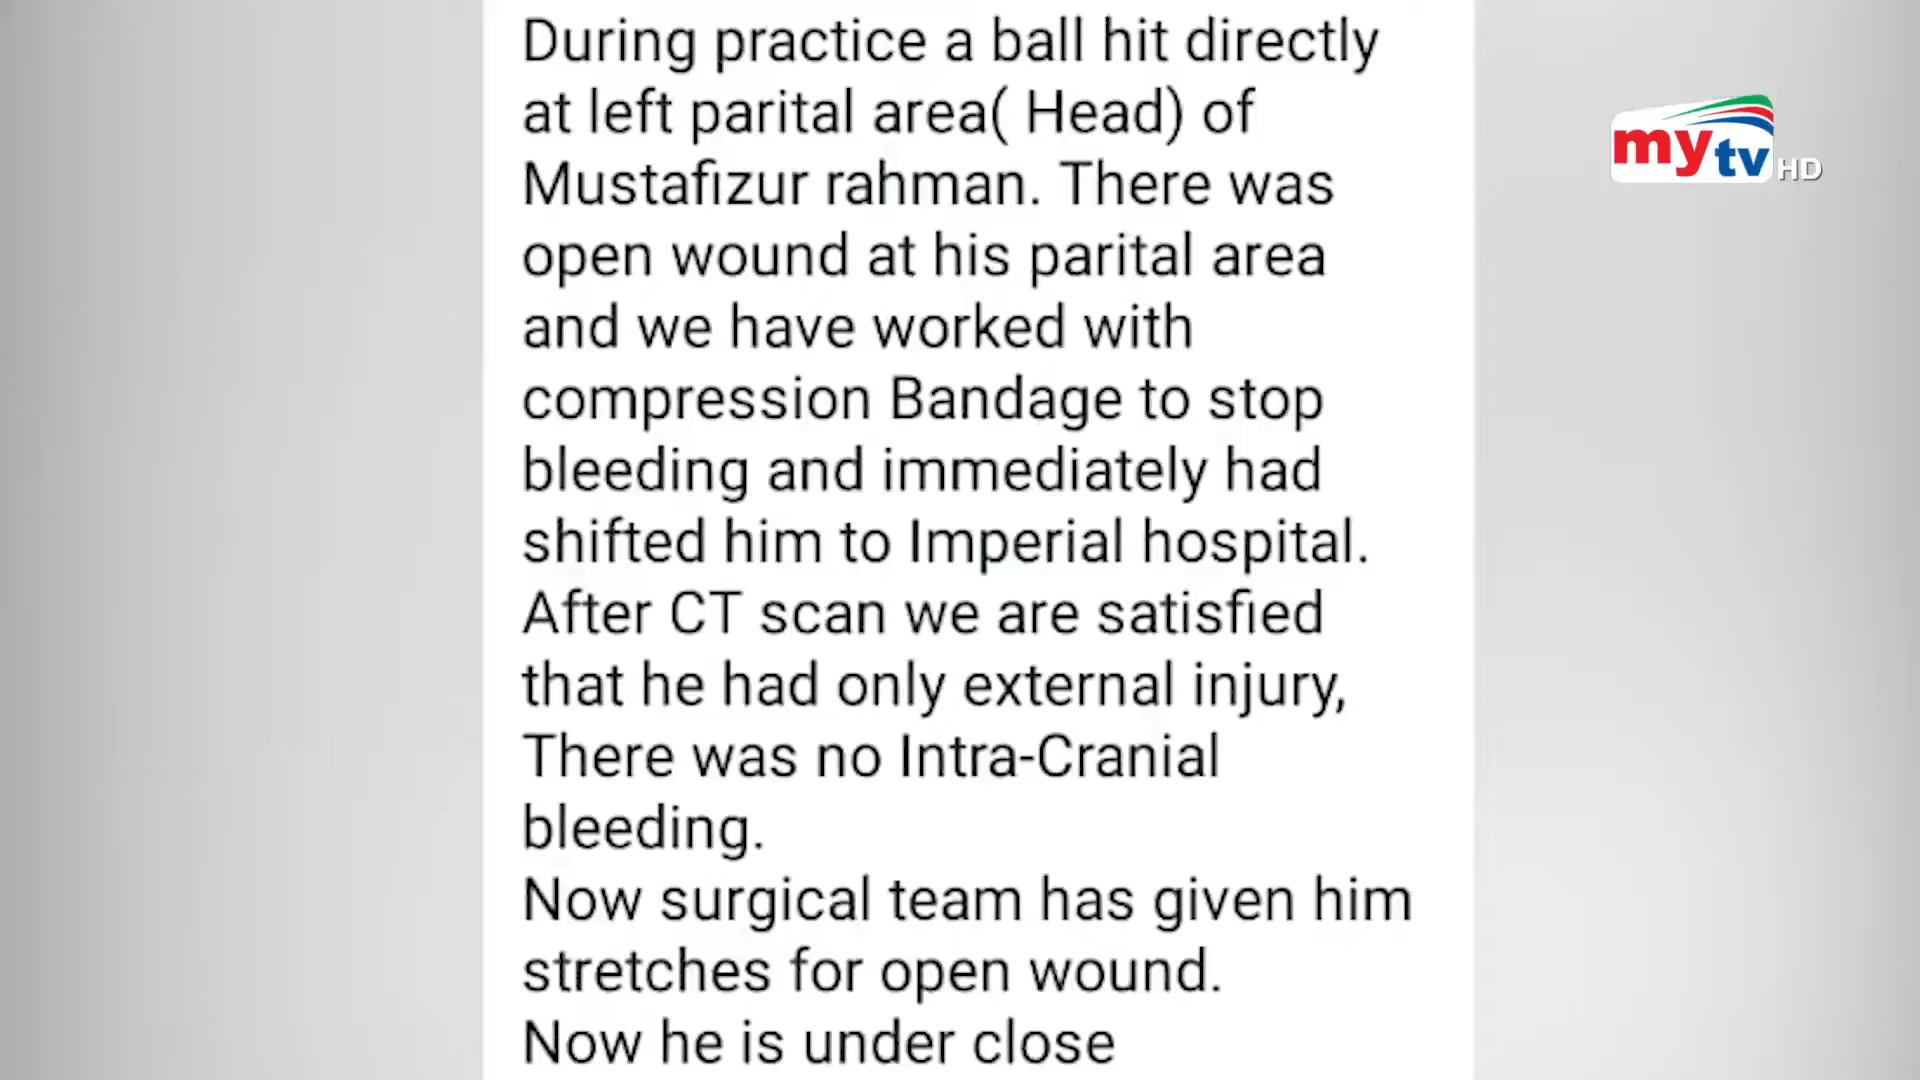 During practice a ball hit directly
at left parital area( Head) of
Mustafizur rahman. There was
open wound at his parital area
and we have worked with
compression Bandage to stop
bleeding and immediately had
shifted him to Imperial hospital.
After CT scan we are satisfied
that he had only external injury,
There was no Intra-Cranial
bleeding.
Now surgical team has given him
stretches for open wound.
Now he is under close
mytv HD